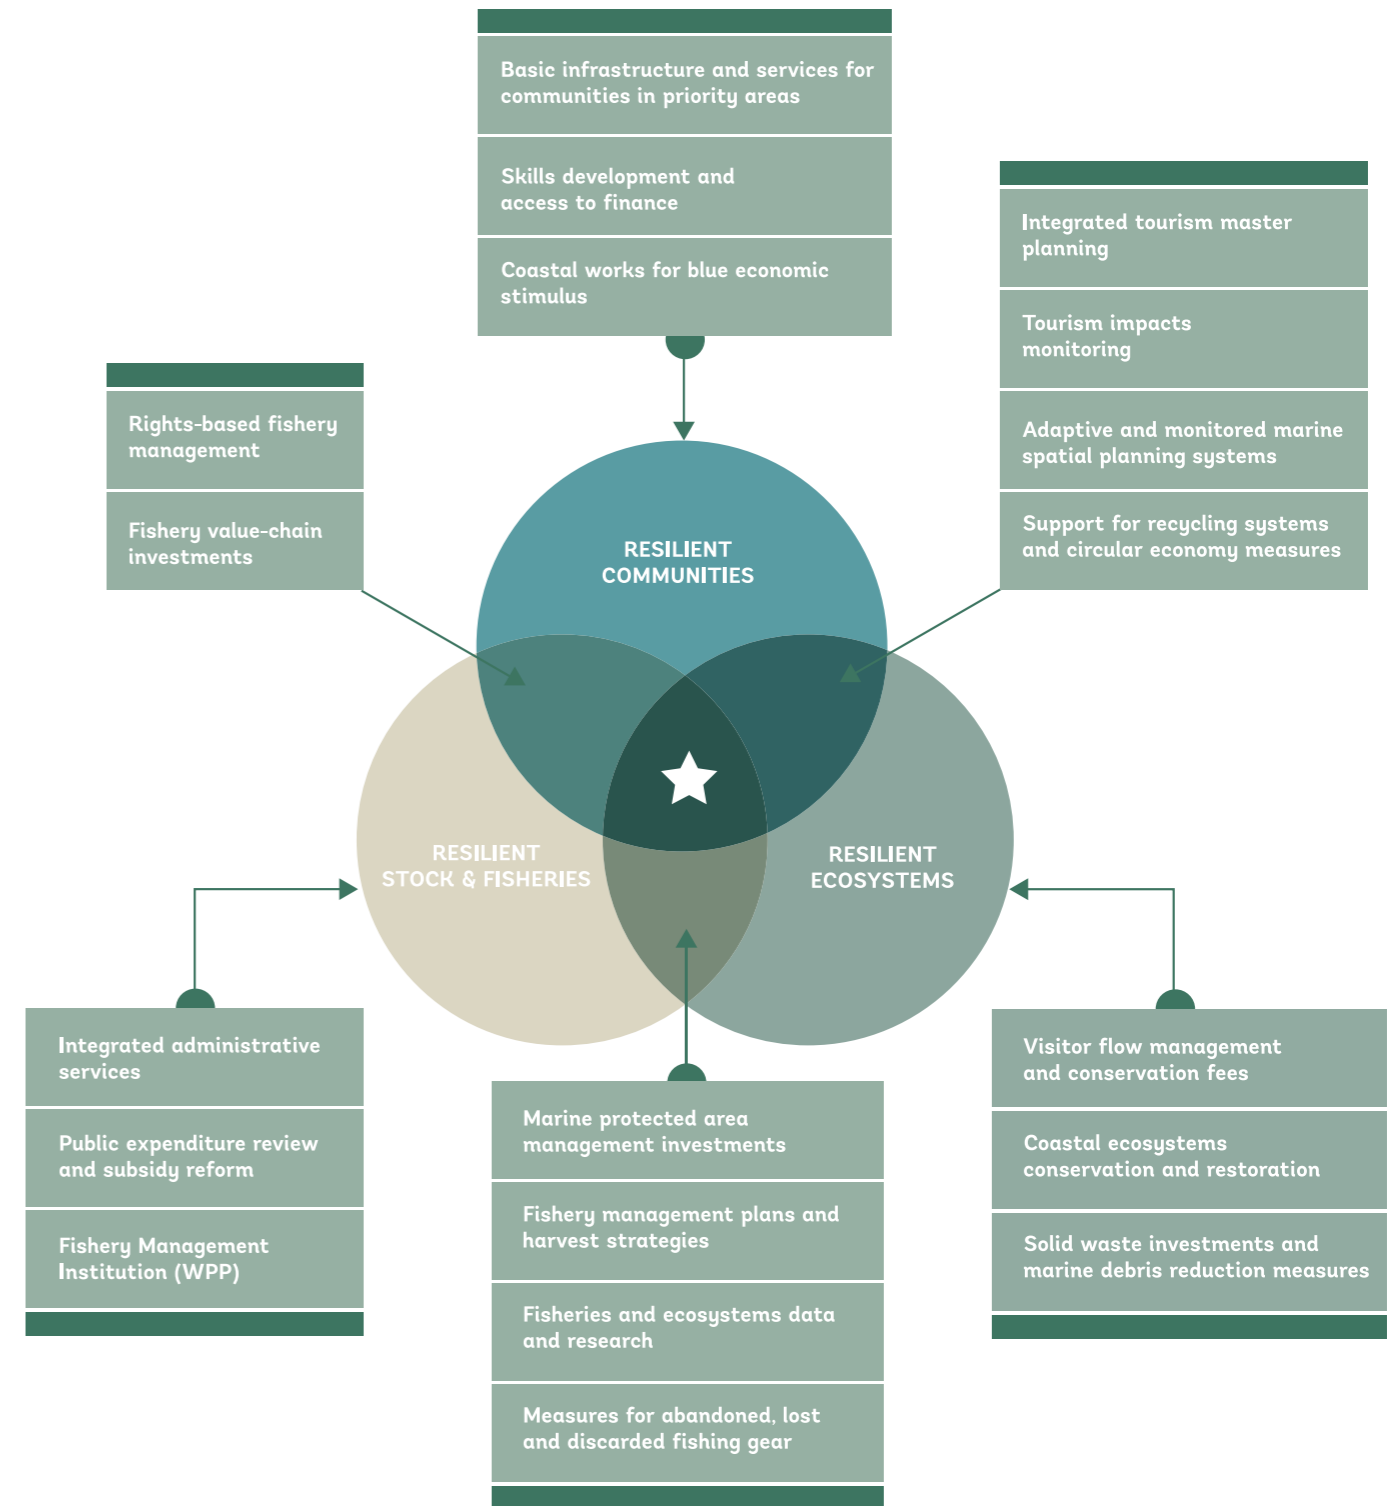 Basic infrastructure and services for
communities in priority areas
Skills development and
access to finance
Coastal works for blue economic
stimulus
Integrated tourism master
planning
Tourism impacts
monitoring
Adaptive and monitored marine
spatial planning systems
Support for recycling systems
and circular economy measures
Rights-based fishery
management
Fishery value-chain
investments
RESILIENT
COMMUNITIES
RESILIENT
STOCK & FISHERIES
RESILIENT
ECOSYSTEMS
Integrated administrative
services
Public expenditure review
and subsidy reform
Fishery Management
Institution (WPP)
Marine protected area
management investments
Fishery management plans and
harvest strategies
Fisheries and ecosystems data
and research
Measures for abandoned, lost
and discarded fishing gear
Visitor flow management
and conservation fees
Coastal ecosystems
conservation and restoration
Solid waste investments and
marine debris reduction measures